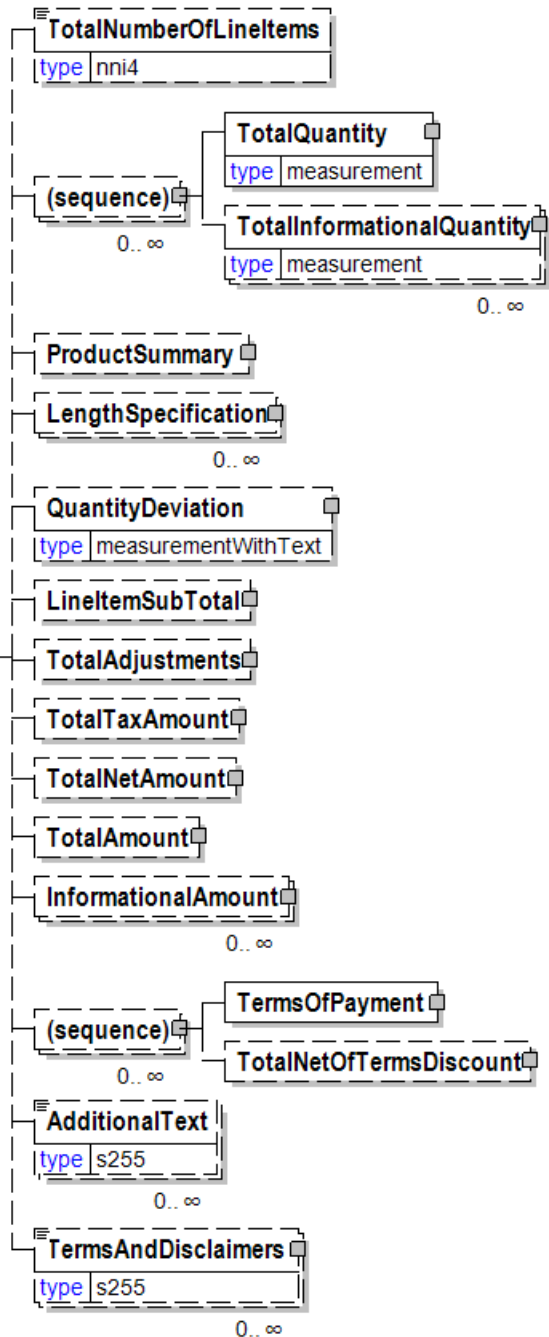 TotalNumberOfLineItems
type nni4
TotalQuantity
type measurement
(sequence)
0.. ∞
TotalInformationalQuantity
type measurement
0.. ∞
ProductSummary
LengthSpecification
0.. ∞
QuantityDeviation
type measurementWithText
LineItemSubTotal
TotalAdjustments
TotalTaxAmount
TotalNetAmount
TotalAmount
InformationalAmount
0.. ∞
TermsOfPayment
(sequence)
0.. ∞
TotalNetOfTermsDiscount
AdditionalText
type s255
0.. ∞
TermsAndDisclaimers
type s255
0.. ∞